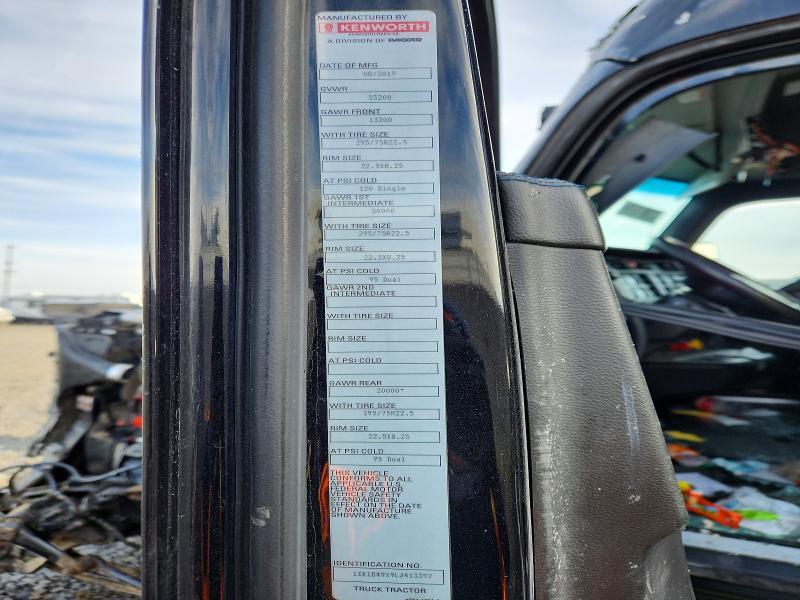 MANUFACTURED BY
KENWORTH
A DIVISION OF PACCAR
DATE OF MFG
08/2019
GVWR
53200
GAWR FRONT
13200
WITH TIRE SIZE
295/75R22.5
RIM SIZE
22.5X8.25
AT PSI COLD
120 Single
GAWR 1ST
INTERMEDIATE
20000
WITH TIRE SIZE
295/75R22.5
RIM SIZE
22.5X8.25
AT PSI COLD
95 Dual
GAWR 2ND
INTERMEDIATE
WITH TIRE SIZE
RIM SIZE
AT PSI COLD
GAWR REAR
20000*
WITH TIRE SIZE
295/75R22.5
RIM SIZE
22.5X8.25
AT PSI COLD
95 Dual
THIS VEHICLE
CONFORMS TO ALL
APPLICABLE U.S.
FEDERAL MOTOR
VEHICLE SAFETY
STANDARDS IN
EFFECT ON THE DATE
OF MANUFACTURE
SHOWN ABOVE.
IDENTIFICATION NO.
1XKYD49X9LJ413392
TRUCK TRACTOR